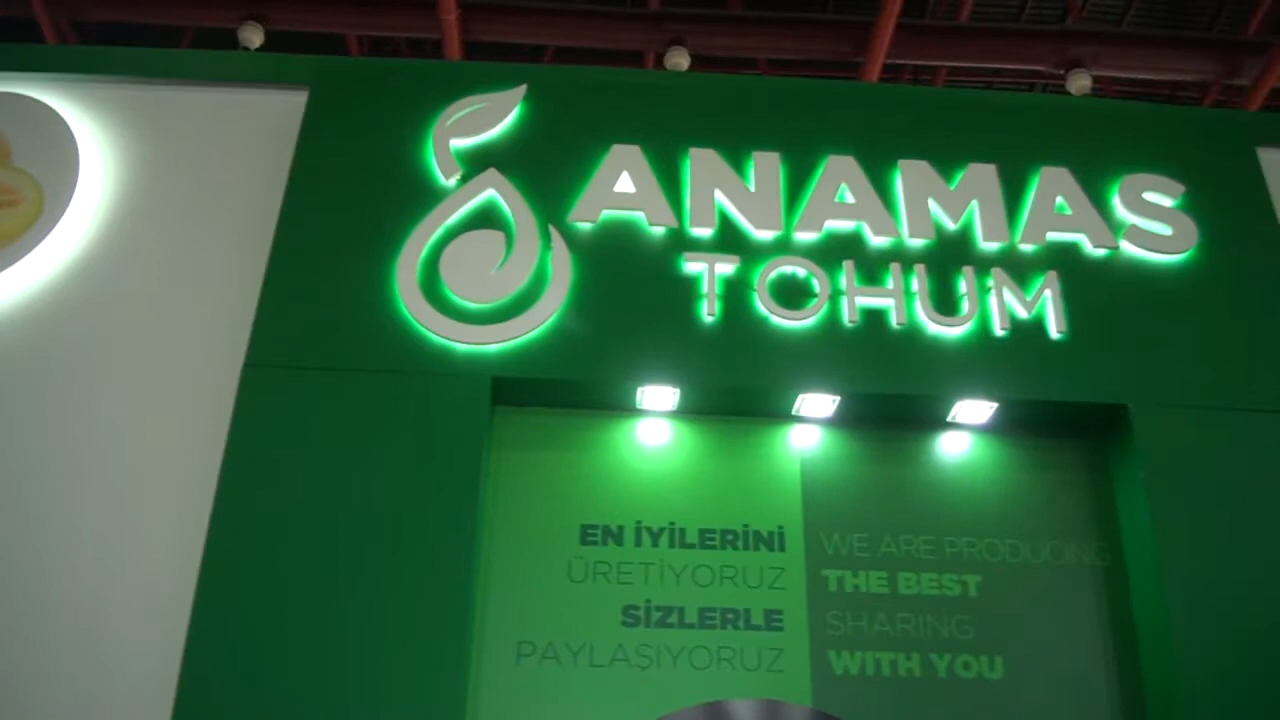 ANAMAS
TOHUM
EN İYİLERİNİ
ÜRETİYORUZ
SİZLERLE
PAYLAŞIYORUZ
WE ARE PRODUCING
THE BEST
SHARING
WITH YOU